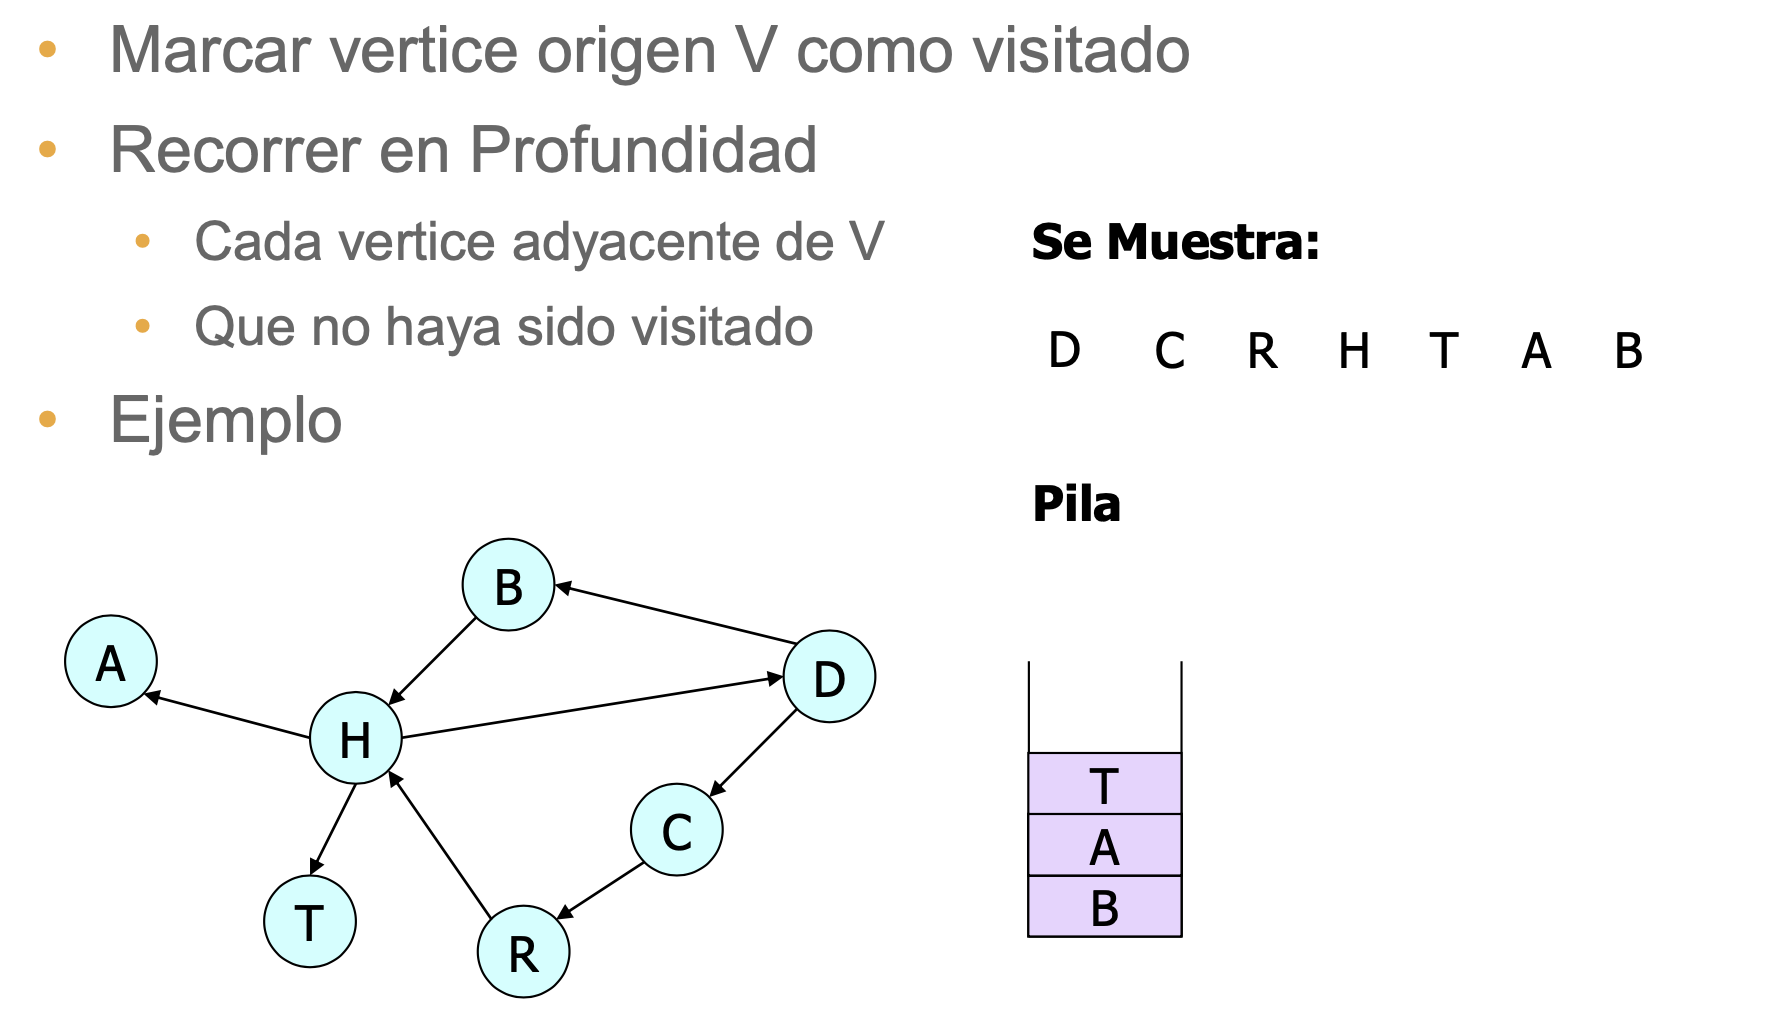 Marcar vertice origen V como visitado
Recorrer en Profundidad
Cada vertice adyacente de V
Que no haya sido visitado
Ejemplo
Se Muestra:
D C R H T A B
Pila
B
A
D
H
C
T
R
T
A
B